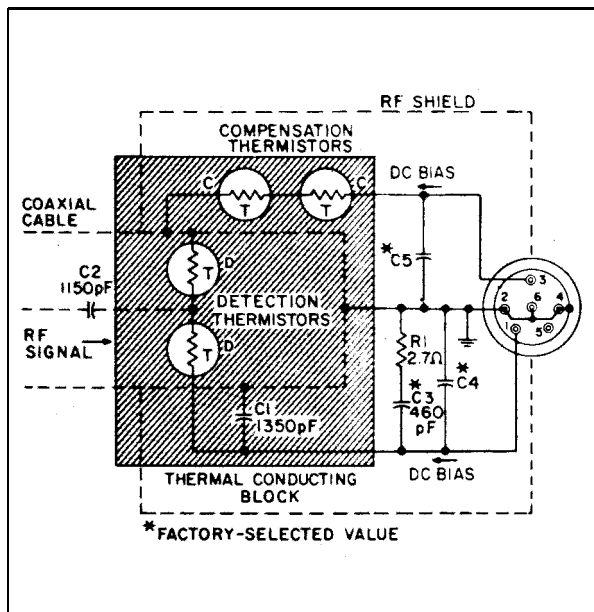 RF SHIELD
COMPENSATION
THERMISTORS
DC BIAS
C
C
T
T
COAXIAL
CABLE
*C5
3
C2
1150pF
D
T
DETECTION
THERMISTORS
2
6
4
1
5
RF
SIGNAL
D
T
R1
2.7Ω
*C4
*C3
460
pF
C1
1350pF
THERMAL CONDUCTING
BLOCK
DC BIAS
*FACTORY-SELECTED VALUE